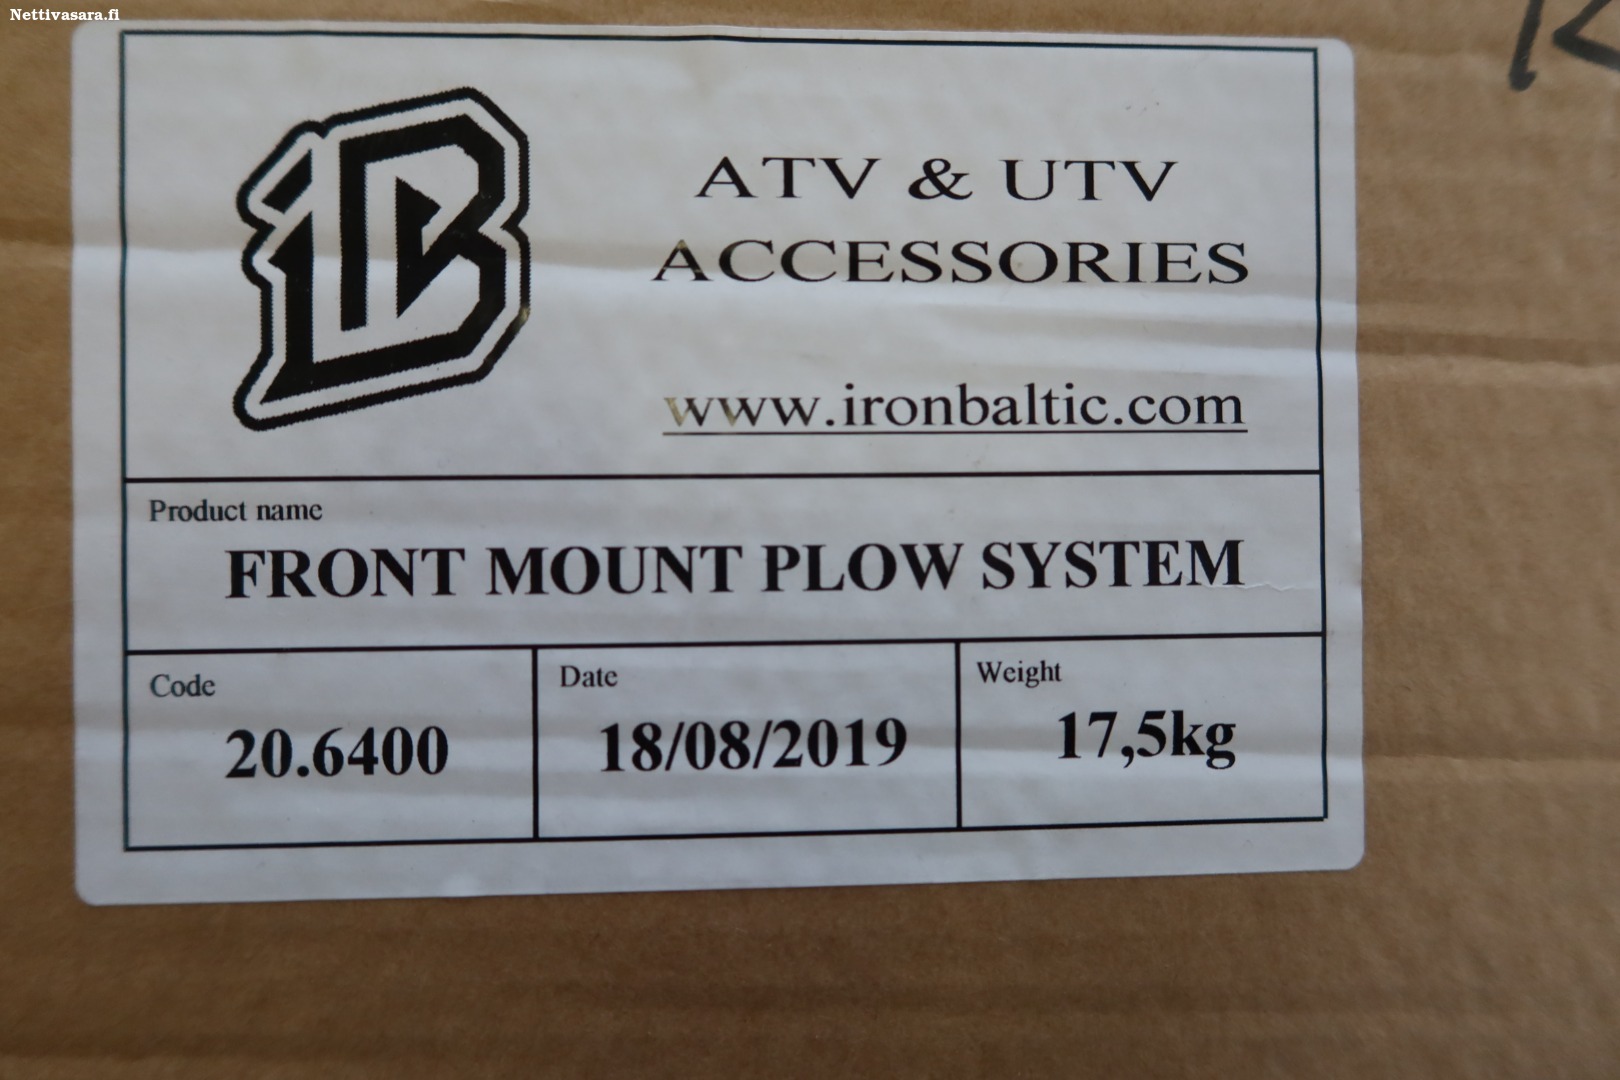 Nettivasara.fi
ATV & UTV
ACCESSORIES
www.ironbaltic.com
Product name
FRONT MOUNT PLOW SYSTEM
Code
20.6400
Date
18/08/2019
Weight
17,5kg